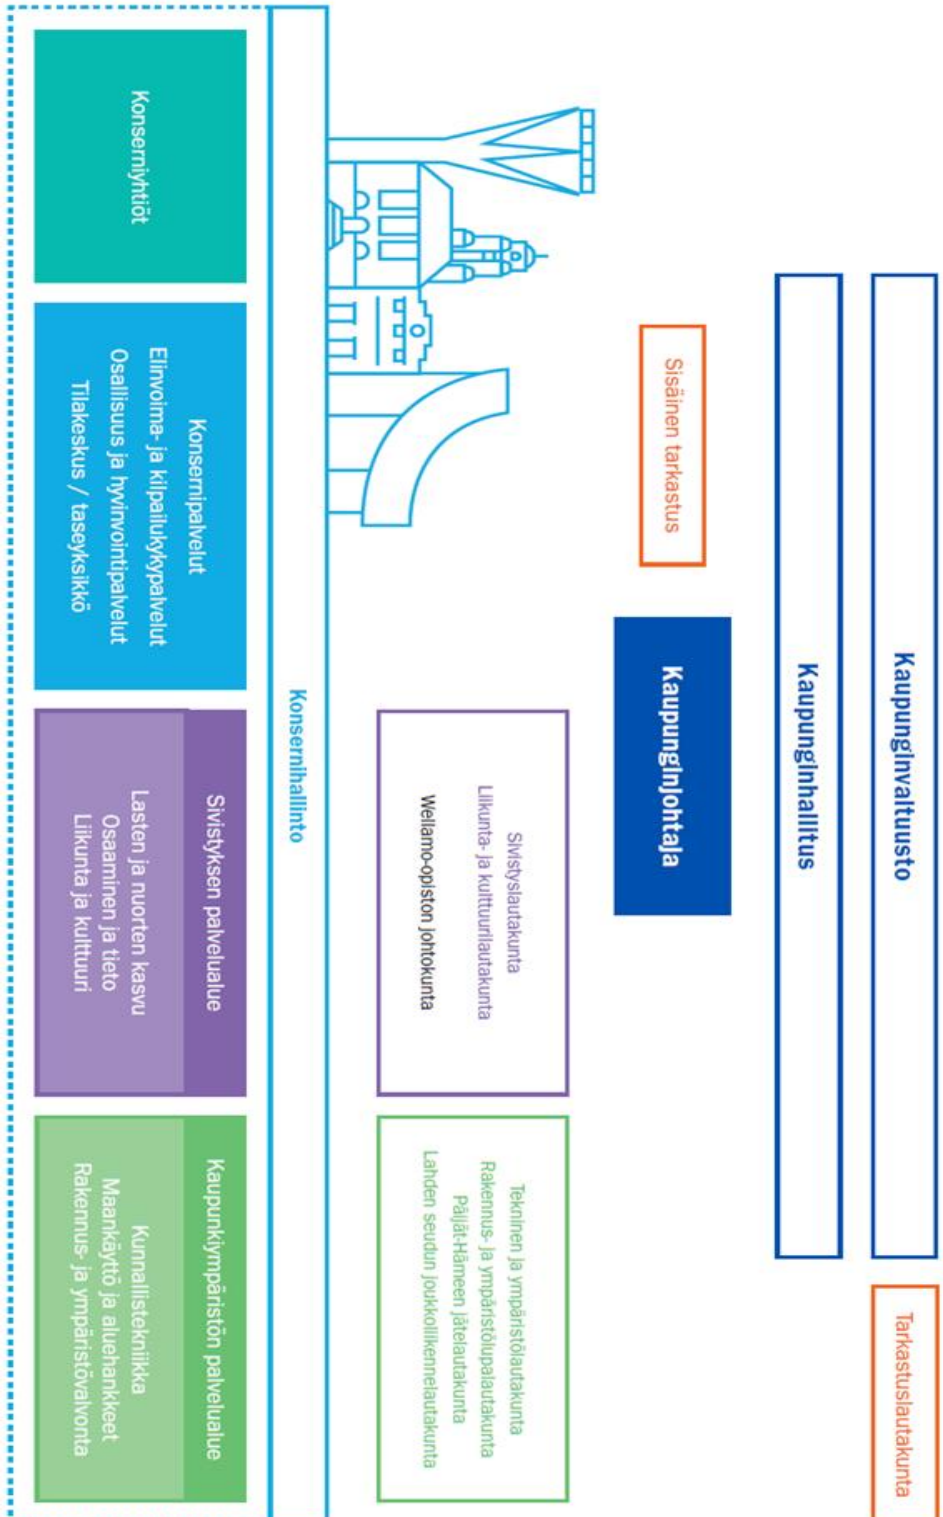 Kaupunginvaltuusto
Tarkastuslautakunta
Kaupunginhallitus
Sisäinen tarkastus
Kaupunginjohtaja
Sivistyslautakunta
Liikunta- ja kulttuurilautakunta
Wellamo-opiston johtokunta
Tekninen ja ympäristölautakunta
Rakennus- ja ympäristölupalautakunta
Päijät-Hämeen jätelautakunta
Lahden seudun joukkoliikennelautakunta
Konsernihallinto
Konserniyhtiöt
Konsernipalvelut
Elinvoima- ja kilpailukykypalvelut
Osallisuus ja hyvinvointipalvelut
Tilakeskus / taseyksikkö
Sivistyksen palvelualue
Lasten ja nuorten kasvu
Osaaminen ja tieto
Liikunta ja kulttuuri
Kaupunkiympäristön palvelualue
Kunnallistekniikka
Maankäyttö ja aluehankkeet
Rakennus- ja ympäristövalvonta